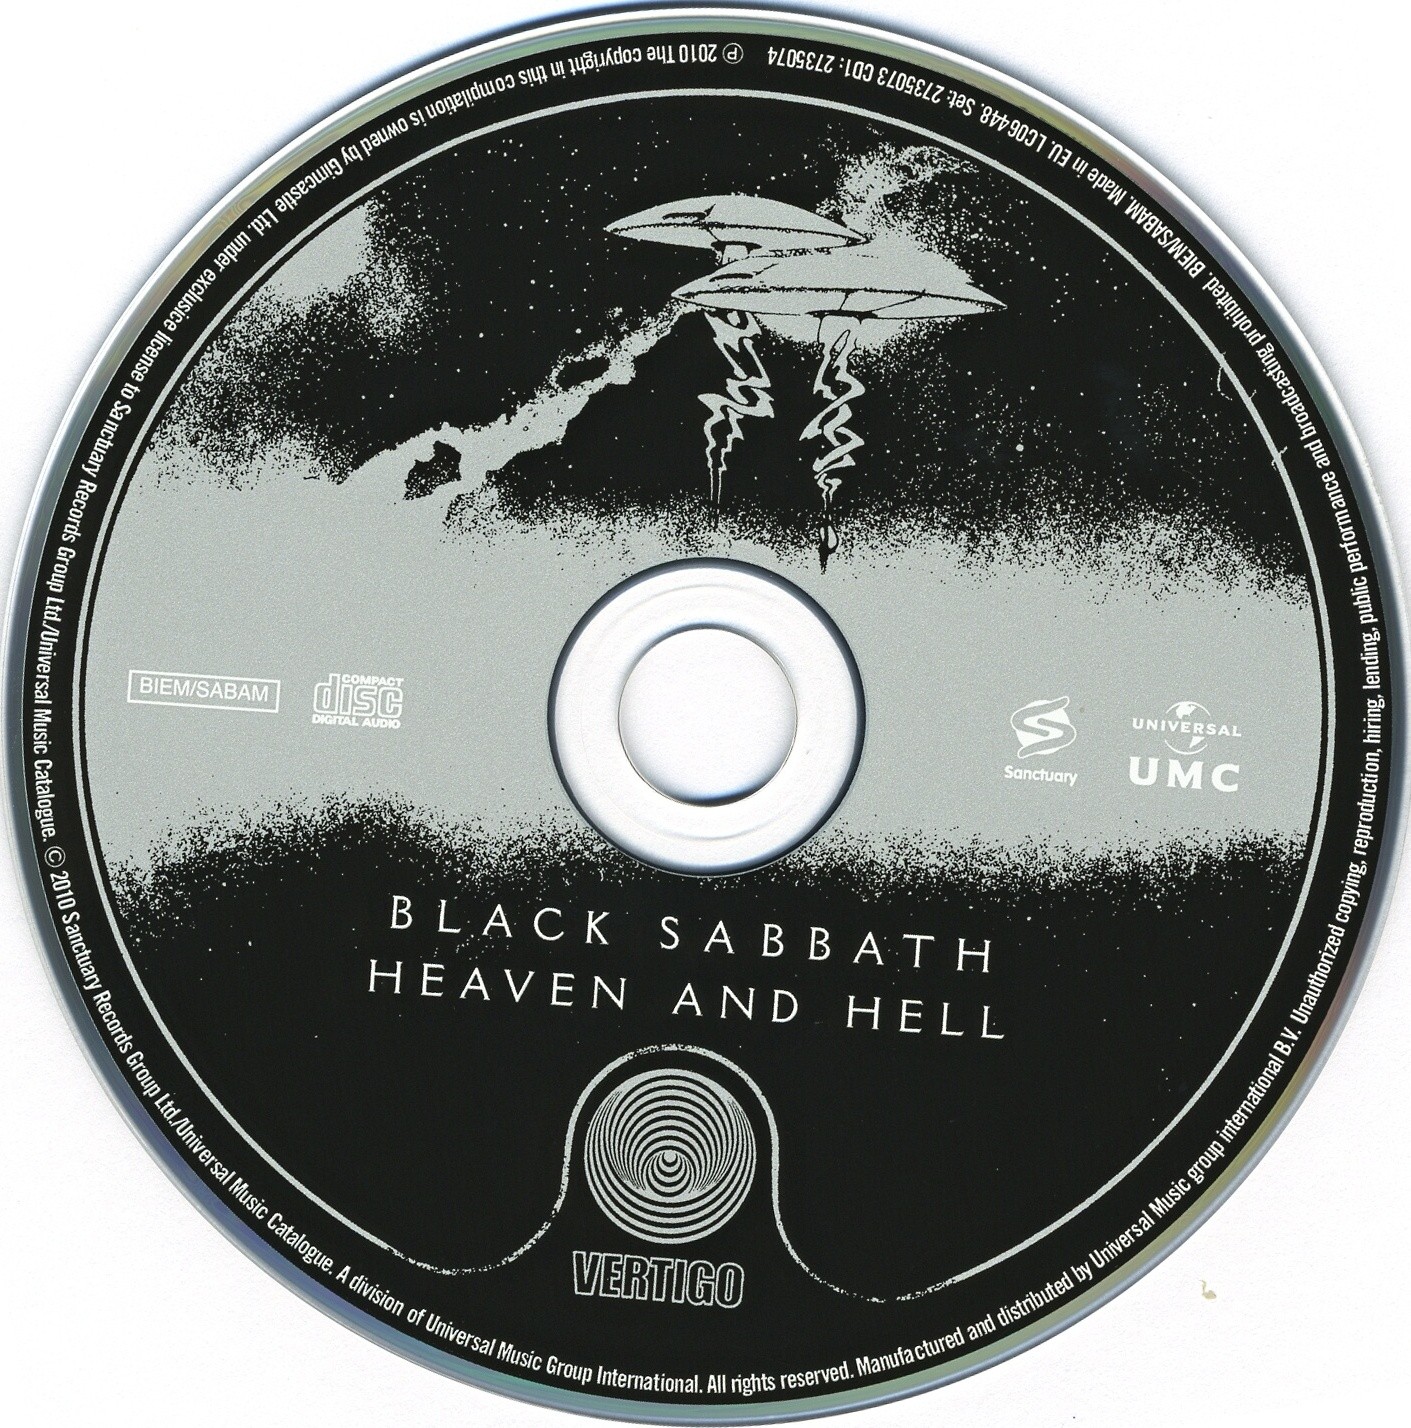 ℗ 2010 The copyright in this compilation is owned by Gimcastle Ltd. under exclusice license to Sanctuary Records Group Ltd./Universal Music Catalogue. © 2010 Sanctuary Records Group Ltd./Universal Music Catalogue. A division of Universal Music Group International. All rights reserved. Manufactured and distributed by Universal Music group international B.V. Unauthorized copying, reproduction, hiring, lending, public performance and broadcasting prohibited. BIEM/SABAM. Made in EU. LC06448. Set: 2735073 CD1: 2735074
BIEM/SABAM
COMPACT
disc
DIGITAL AUDIO
Sanctuary
UNIVERSAL
UMC
BLACK SABBATH
HEAVEN AND HELL
VERTIGO